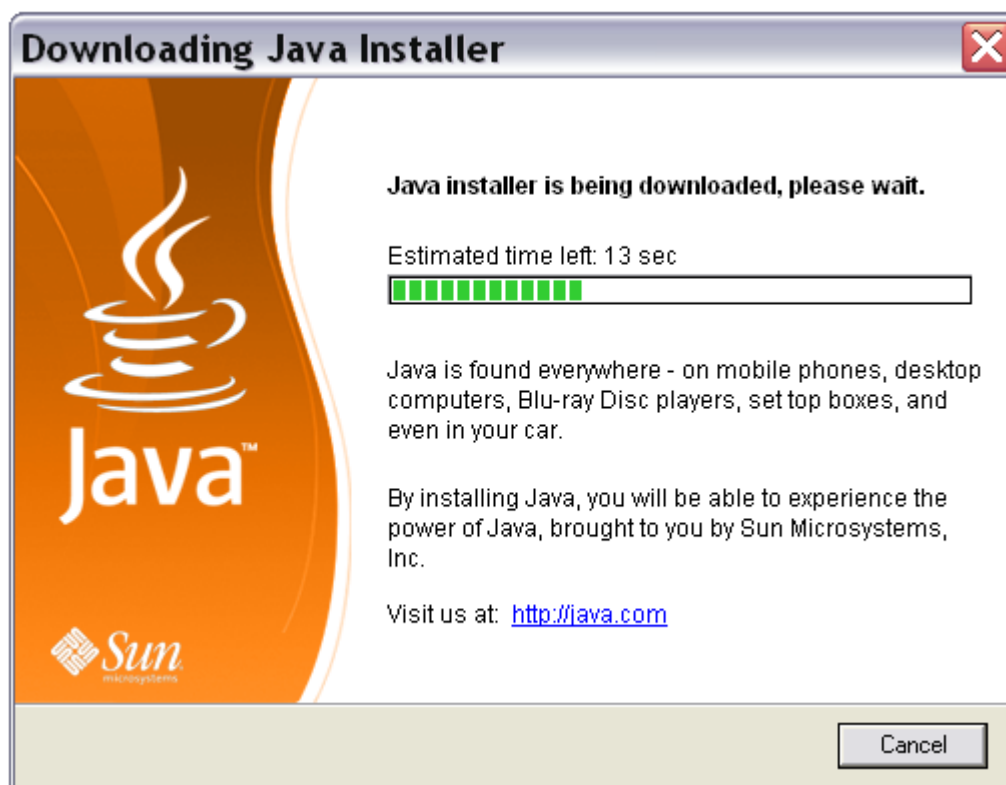 Downloading Java Installer
Java installer is being downloaded, please wait.
Estimated time left: 13 sec
Java is found everywhere - on mobile phones, desktop
computers, Blu-ray Disc players, set top boxes, and
even in your car.
By installing Java, you will be able to experience the
power of Java, brought to you by Sun Microsystems,
Inc.
Visit us at: http://java.com
Java™
Sun
microsystems
Cancel